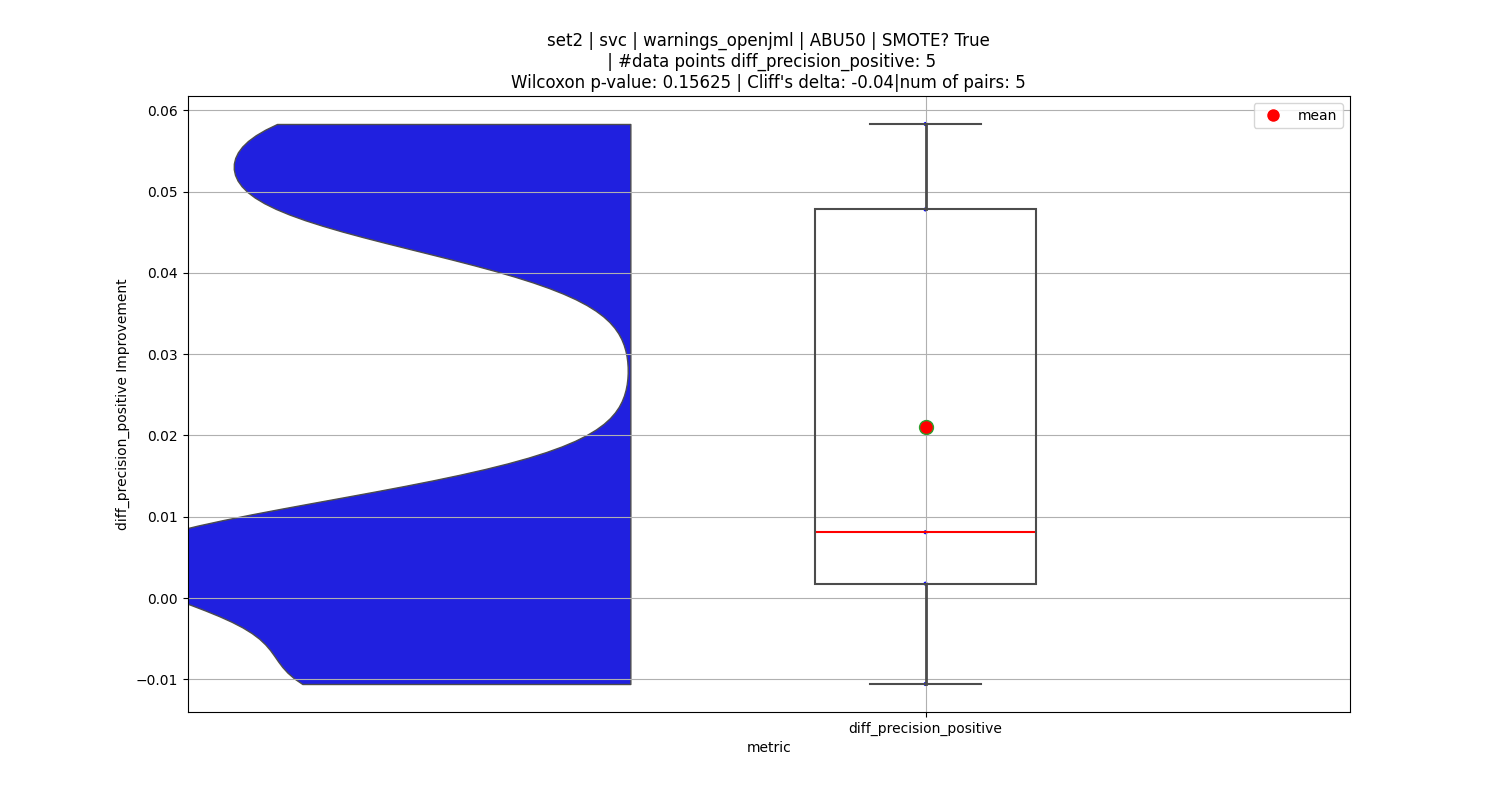 set2 | svc | warnings_openjml | ABU50 | SMOTE? True
| #data points diff_precision_positive: 5
Wilcoxon p-value: 0.15625 | Cliff's delta: -0.04|num of pairs: 5
mean
0.06
0.05
0.04
0.03
0.02
0.01
0.00
−0.01
diff_precision_positive Improvement
diff_precision_positive
metric